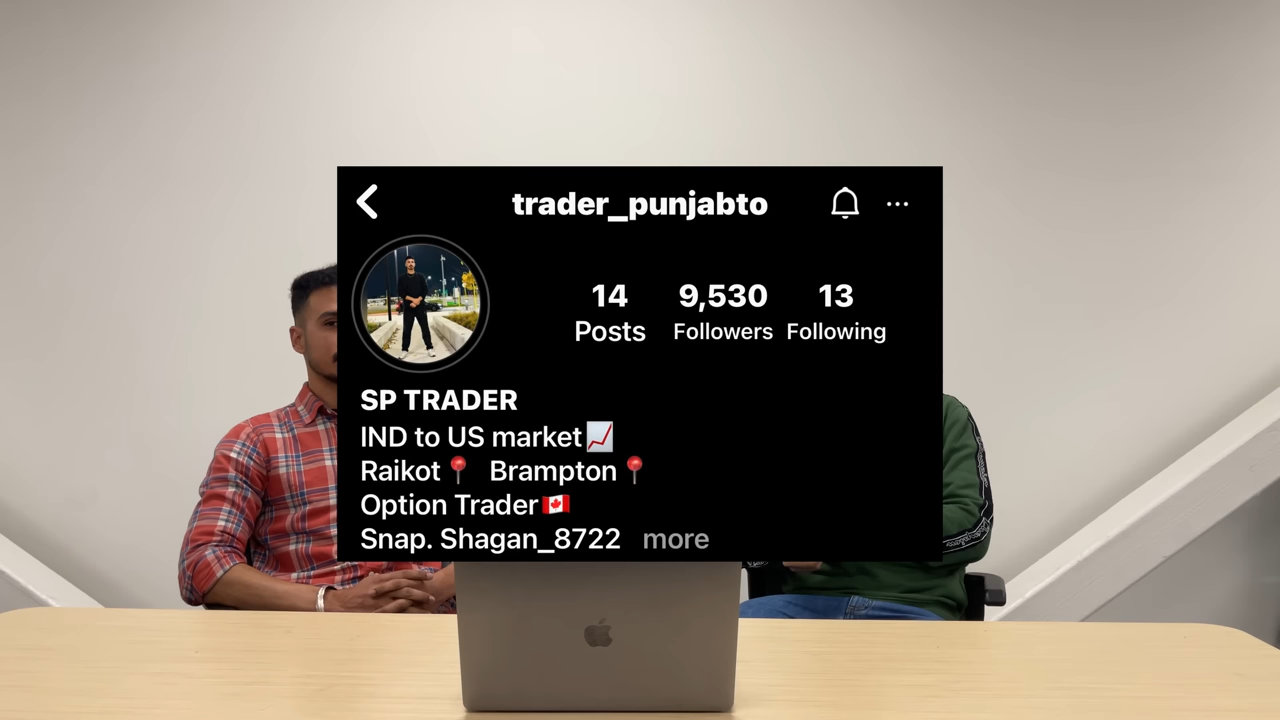 trader_punjabto
14 9,530 13
Posts Followers Following
SP TRADER
IND to US market📈
Raikot📍 Brampton📍
Option Trader🇨🇦
Snap. Shagan_8722 more